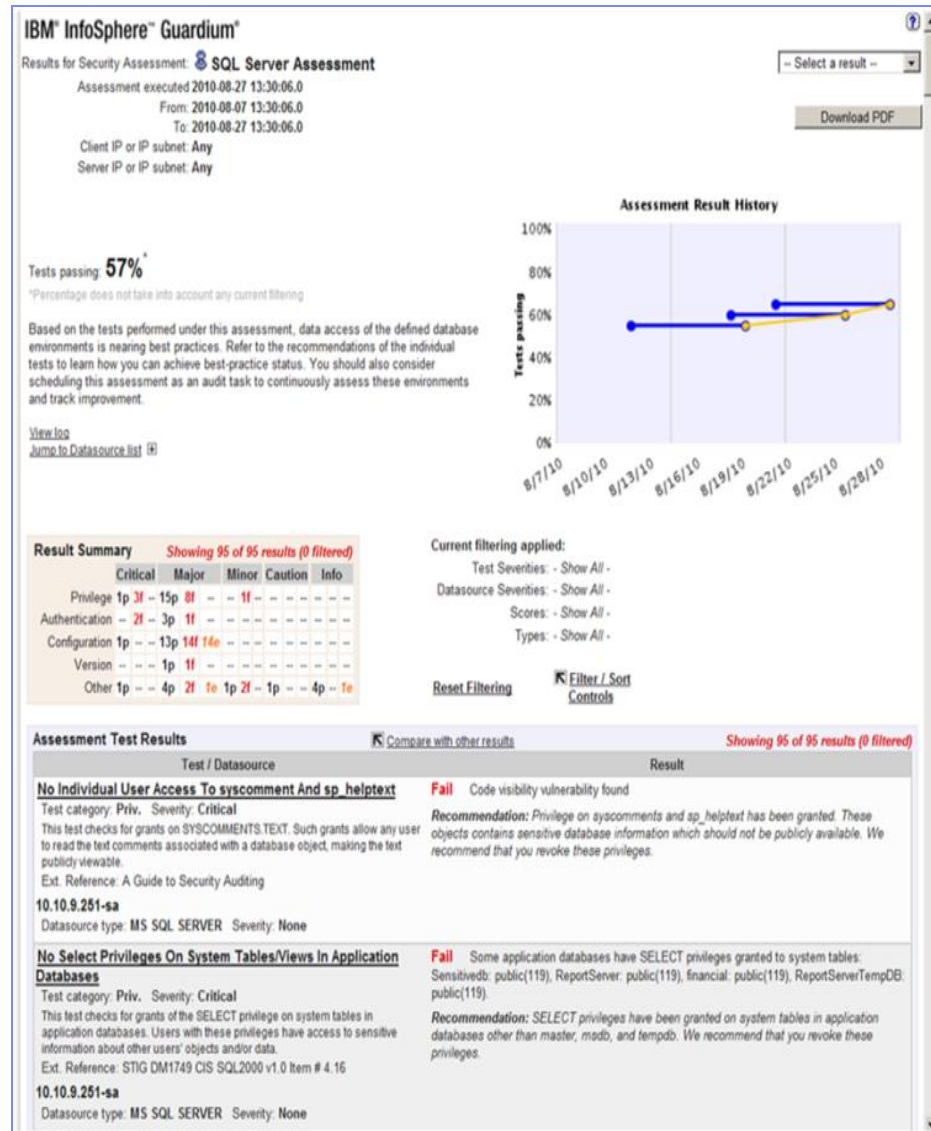 IBM® InfoSphere™ Guardium®
Results for Security Assessment: SQL Server Assessment
-- Select a result --
Assessment executed 2010-08-27 13:30:06.0
From: 2010-08-07 13:30:06.0
To: 2010-08-27 13:30:06.0
Download PDF
Client IP or IP subnet: Any
Server IP or IP subnet: Any
Tests passing: 57%*
*Percentage does not take into account any current filtering
Based on the tests performed under this assessment, data access of the defined database
environments is nearing best practices. Refer to the recommendations of the individual
tests to learn how you can achieve best-practice status. You should also consider
scheduling this assessment as an audit task to continuously assess these environments
and track improvement.
View log
Jump to Datasource list
Assessment Result History
Tests passing
100%
80%
60%
40%
20%
0%
8/7/10 8/10/10 8/13/10 8/16/10 8/19/10 8/22/10 8/25/10 8/28/10
Result Summary Showing 95 of 95 results (0 filtered)
Critical Major Minor Caution Info
Privilege 1p 3f -- 15p 8f -- -- 1f -- -- -- -- -- -- --
Authentication -- 2f -- 3p 1f -- -- -- -- -- -- -- -- -- --
Configuration 1p -- -- 13p 14f 14e -- -- -- -- -- -- -- -- --
Version -- -- -- 1p 1f -- -- -- -- -- -- -- -- -- --
Other 1p -- -- 4p 2f 1e 1p 2f -- 1p -- -- 4p -- 1e
Current filtering applied:
Test Severities: - Show All -
Datasource Severities: - Show All -
Scores: - Show All -
Types: - Show All -
Reset Filtering
Filter / Sort
Controls
Assessment Test Results
Compare with other results
Showing 95 of 95 results (0 filtered)
Test / Datasource
Result
No Individual User Access To syscomment And sp_helptext
Test category: Priv. Severity: Critical
This test checks for grants on SYSCOMMENTS.TEXT. Such grants allow any user
to read the text comments associated with a database object, making the text
publicly viewable.
Ext. Reference: A Guide to Security Auditing
10.10.9.251-sa
Datasource type: MS SQL SERVER Severity: None
Fail Code visibility vulnerability found
Recommendation: Privilege on syscomments and sp_helptext has been granted. These
objects contains sensitive database information which should not be publicly available. We
recommend that you revoke these privileges.
No Select Privileges On System Tables/Views In Application
Databases
Test category: Priv. Severity: Critical
This test checks for grants of the SELECT privilege on system tables in
application databases. Users with these privileges have access to sensitive
information about other users' objects and/or data.
Ext. Reference: STIG DM1749 CIS SQL2000 v1.0 Item # 4.16
10.10.9.251-sa
Datasource type: MS SQL SERVER Severity: None
Fail Some application databases have SELECT privileges granted to system tables:
Sensitivedb: public(119), ReportServer: public(119), financial: public(119), ReportServerTempDB:
public(119).
Recommendation: SELECT privileges have been granted on system tables in application
databases other than master, msdb, and tempdb. We recommend that you revoke these
privileges.